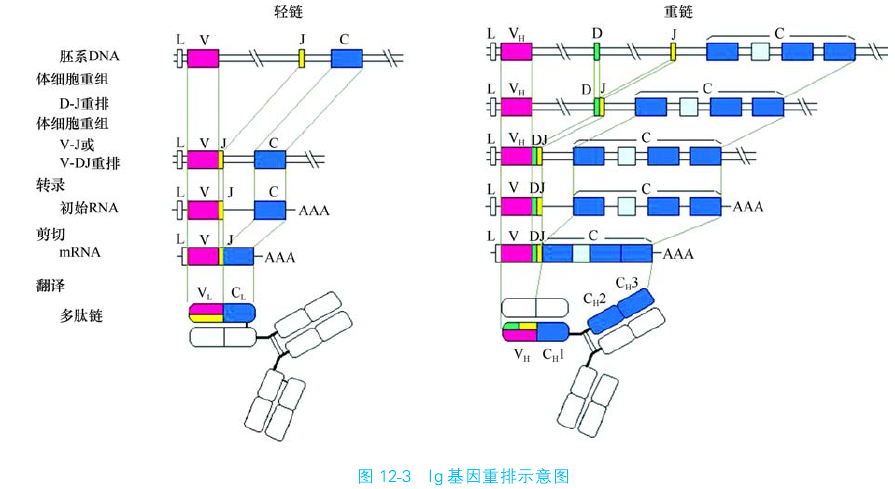 轻链
重链
胚系DNA
L V J C
L VH D J C
体细胞重组
D-J重排
L VH D J C
体细胞重组
V-J或
V-DJ重排
L V J C
L VH DJ C
转录
初始RNA
L V J C AAA
L V DJ C AAA
剪切
mRNA
L V J AAA
L V DJ C AAA
翻译
多肽链
VL CL
CH2 CH3
VH CH1
图 12-3 Ig 基因重排示意图